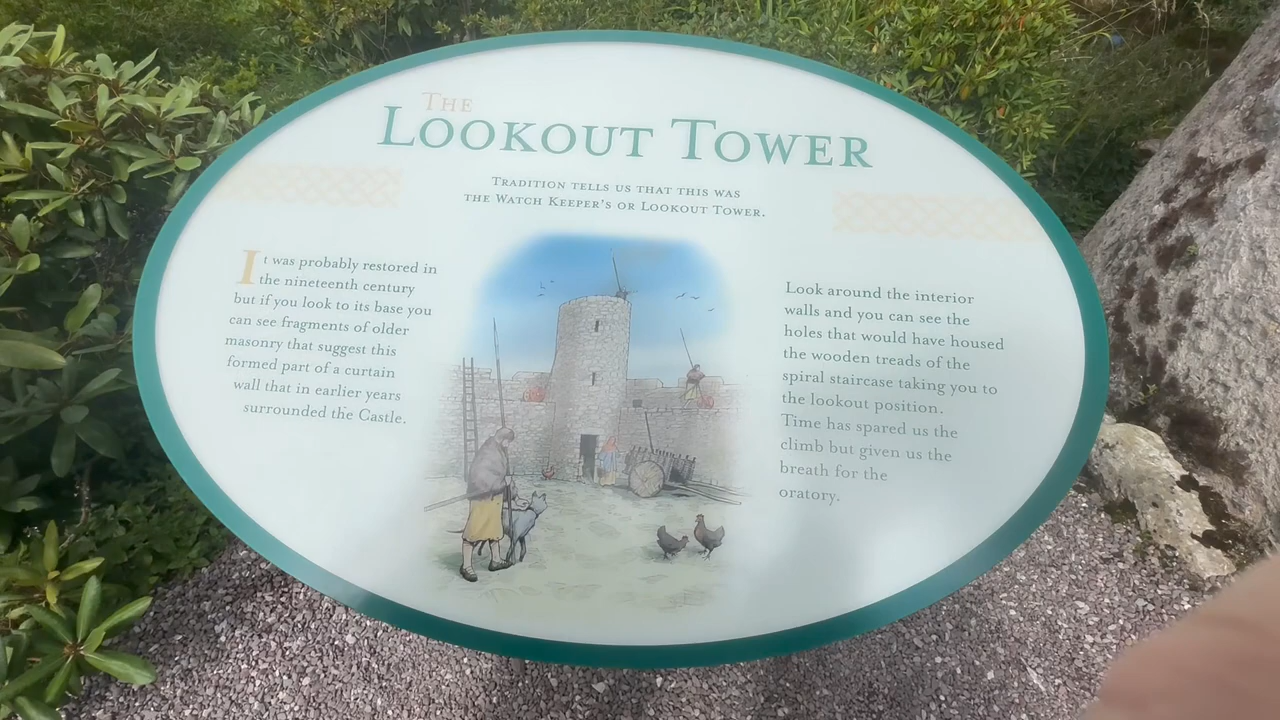 THE
LOOKOUT TOWER
TRADITION TELLS US THAT THIS WAS
THE WATCH KEEPER'S OR LOOKOUT TOWER.
It was probably restored in
the nineteenth century
but if you look to its base you
can see fragments of older
masonry that suggest this
formed part of a curtain
wall that in earlier years
surrounded the Castle.
Look around the interior
walls and you can see the
holes that would have housed
the wooden treads of the
spiral staircase taking you to
the lookout position.
Time has spared us the
climb but given us the
breath for the
oratory.